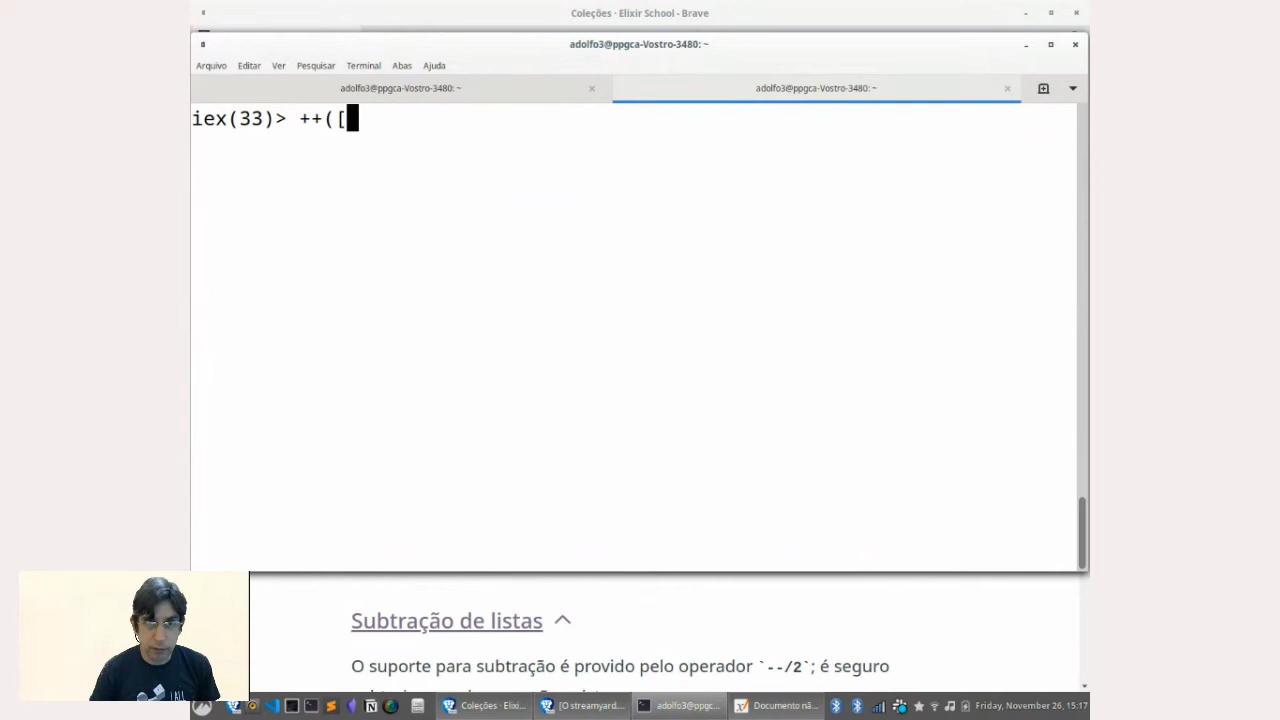 Coleções · Elixir School - Brave
adolfo3@ppgca-Vostro-3480: ~
Arquivo Editar Ver Pesquisar Terminal Abas Ajuda
adolfo3@ppgca-Vostro-3480: ~ adolfo3@ppgca-Vostro-3480: ~
iex(33)> ++([
Subtração de listas
O suporte para subtração é provido pelo operador `--/2`; é seguro
Coleções · Elixi... [O streamyard... adolfo3@ppgc... Documento nã... Friday, November 26, 15:17